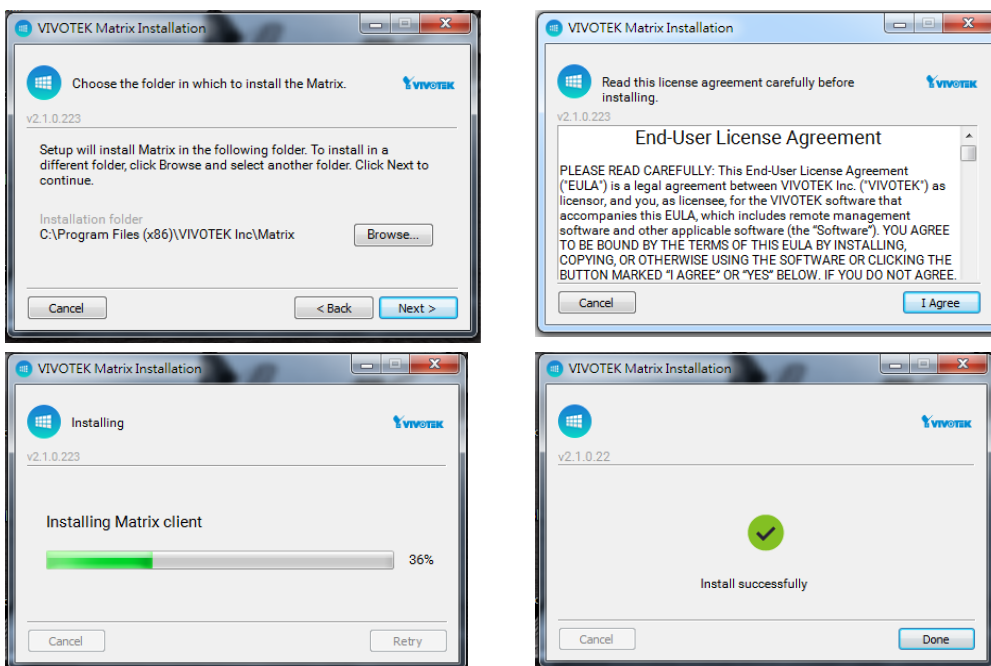 VIVOTEK Matrix Installation
Choose the folder in which to install the Matrix.
VIVOTEK
v2.1.0.223
Setup will install Matrix in the following folder. To install in a
different folder, click Browse and select another folder. Click Next to
continue.
Installation folder
C:\Program Files (x86)\VIVOTEK Inc\Matrix
Browse...
Cancel
< Back
Next >
VIVOTEK Matrix Installation
Read this license agreement carefully before
installing.
VIVOTEK
v2.1.0.223
End-User License Agreement
PLEASE READ CAREFULLY: This End-User License Agreement
("EULA") is a legal agreement between VIVOTEK Inc. ("VIVOTEK") as
licensor, and you, as licensee, for the VIVOTEK software that
accompanies this EULA, which includes remote management
software and other applicable software (the “Software”). YOU AGREE
TO BE BOUND BY THE TERMS OF THIS EULA BY INSTALLING,
COPYING, OR OTHERWISE USING THE SOFTWARE OR CLICKING THE
BUTTON MARKED “I AGREE” OR “YES” BELOW. IF YOU DO NOT AGREE.
Cancel
I Agree
VIVOTEK Matrix Installation
Installing
VIVOTEK
v2.1.0.223
Installing Matrix client
36%
Cancel
Retry
VIVOTEK Matrix Installation
VIVOTEK
v2.1.0.22
Install successfully
Cancel
Done